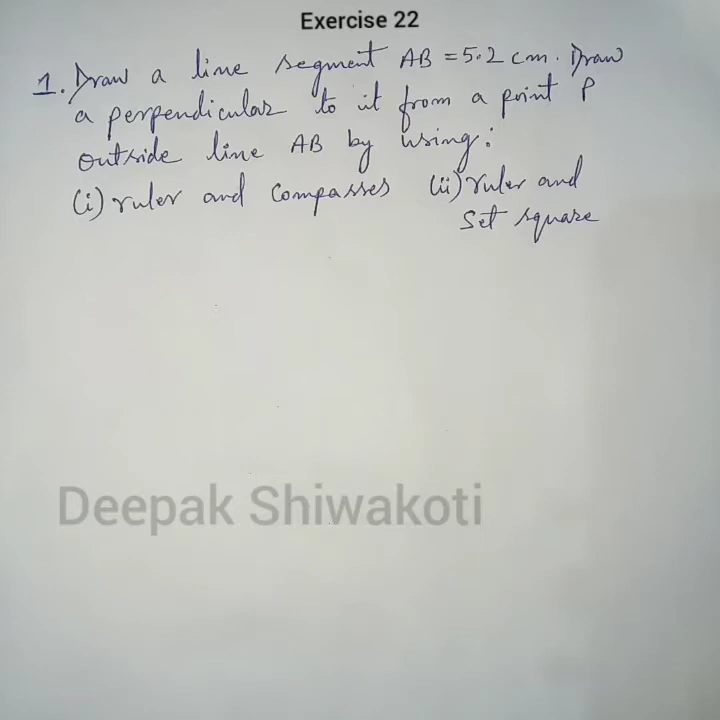 Exercise 22
1. Draw a line segment AB = 5.2 cm. Draw
a perpendicular to it from a point P
outside line AB by using:
(i) ruler and compasses (ii) ruler and
set square
Deepak Shiwakoti